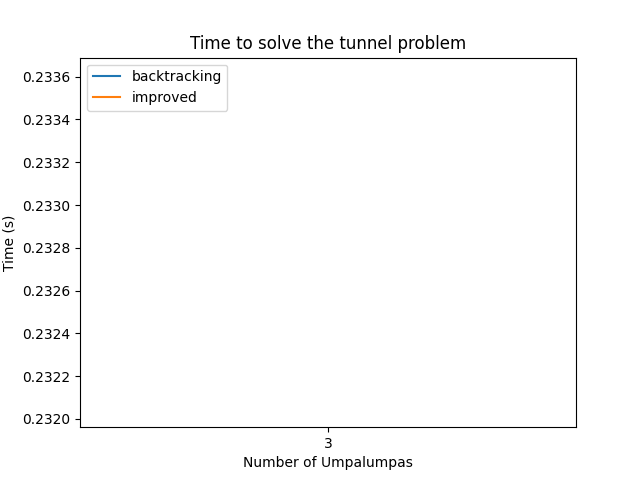 Time to solve the tunnel problem
backtracking
improved
0.2336
0.2334
0.2332
0.2330
0.2328
0.2326
0.2324
0.2322
0.2320
Time (s)
3
Number of Umpalumpas